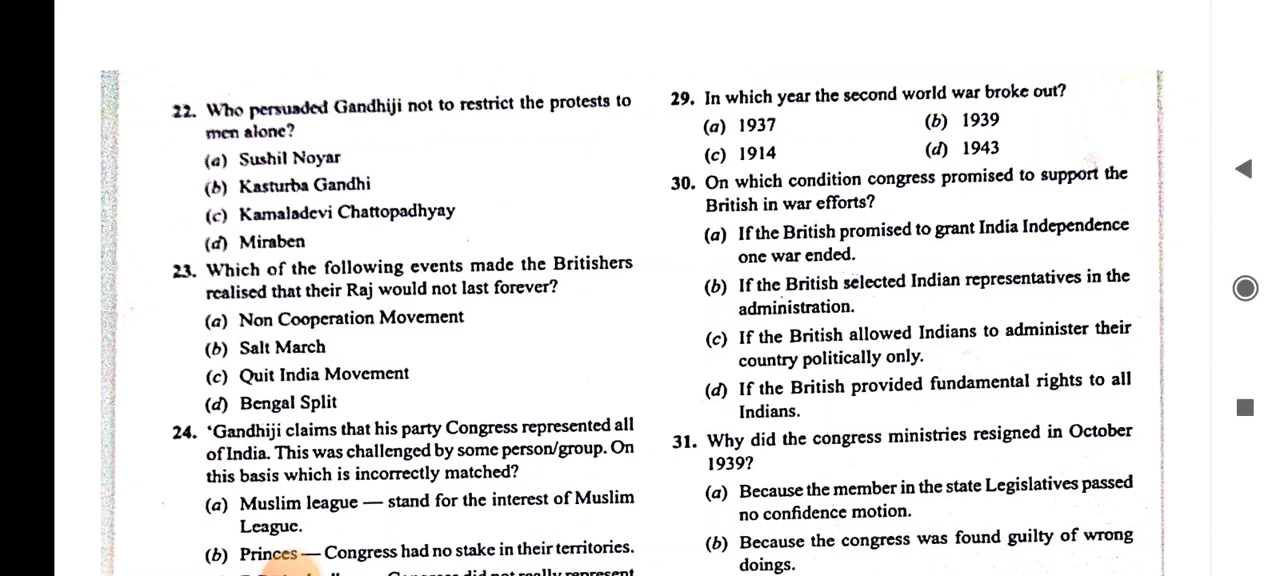 22. Who persuaded Gandhiji not to restrict the protests to
men alone?
(a) Sushil Noyar
(b) Kasturba Gandhi
(c) Kamaladevi Chattopadhyay
(d) Miraben
23. Which of the following events made the Britishers
realised that their Raj would not last forever?
(a) Non Cooperation Movement
(b) Salt March
(c) Quit India Movement
(d) Bengal Split
24. ‘Gandhiji claims that his party Congress represented all
of India. This was challenged by some person/group. On
this basis which is incorrectly matched?
(a) Muslim league — stand for the interest of Muslim
League.
(b) Princes — Congress had no stake in their territories.
did not really represent
29. In which year the second world war broke out?
(a) 1937 (b) 1939
(c) 1914 (d) 1943
30. On which condition congress promised to support the
British in war efforts?
(a) If the British promised to grant India Independence
one war ended.
(b) If the British selected Indian representatives in the
administration.
(c) If the British allowed Indians to administer their
country politically only.
(d) If the British provided fundamental rights to all
Indians.
31. Why did the congress ministries resigned in October
1939?
(a) Because the member in the state Legislatives passed
no confidence motion.
(b) Because the congress was found guilty of wrong
doings.